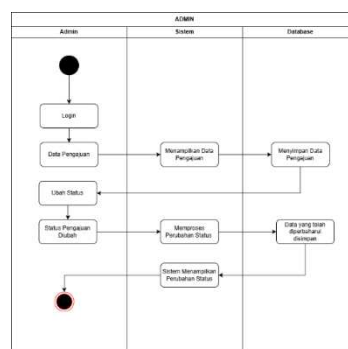 ADMIN
Admin
Sistem
Database
Login
Data Pengajuan
Menampilkan Data
Pengajuan
Menyimpan Data
Pengajuan
Ubah Status
Status Pengajuan
Diubah
Memproses
Perubahan Status
Data yang telah
diperbaharui
disimpan
Sistem Menampilkan
Perubahan Status